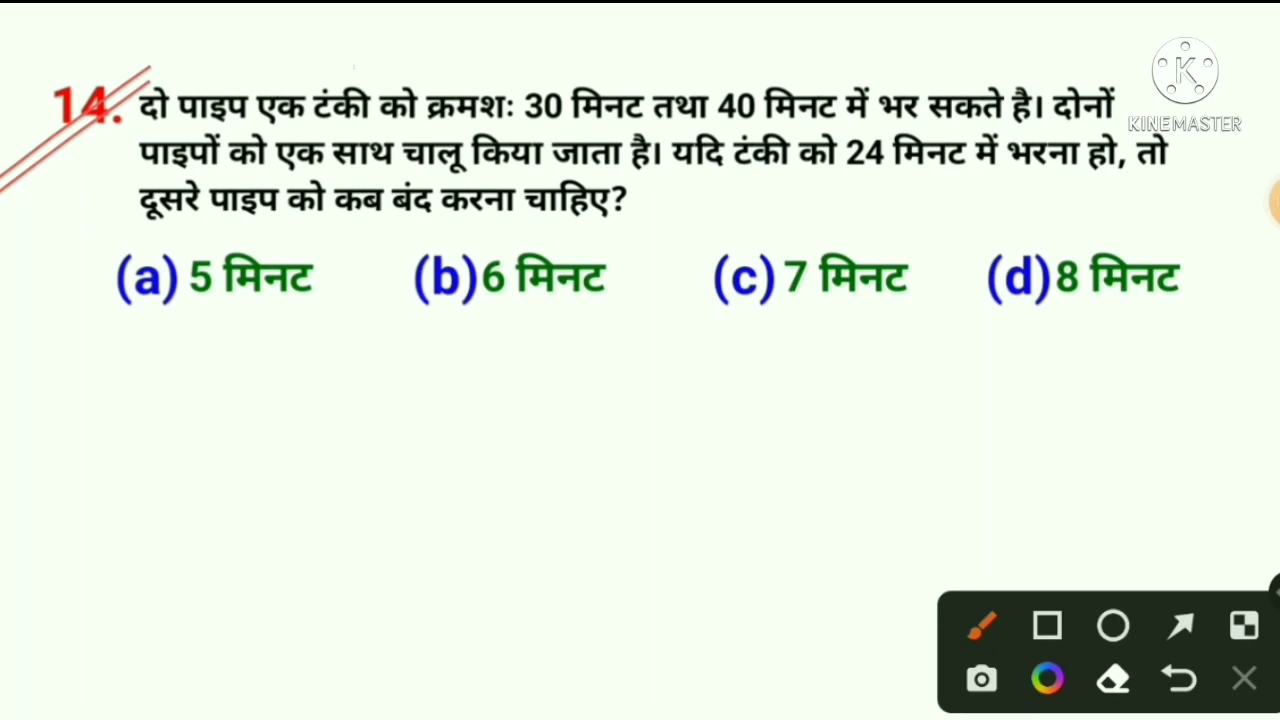 14. दो पाइप एक टंकी को क्रमशः 30 मिनट तथा 40 मिनट में भर सकते है। दोनों
पाइपों को एक साथ चालू किया जाता है। यदि टंकी को 24 मिनट में भरना हो, तो
दूसरे पाइप को कब बंद करना चाहिए?
(a) 5 मिनट (b) 6 मिनट (c) 7 मिनट (d) 8 मिनट
K
KINEMASTER